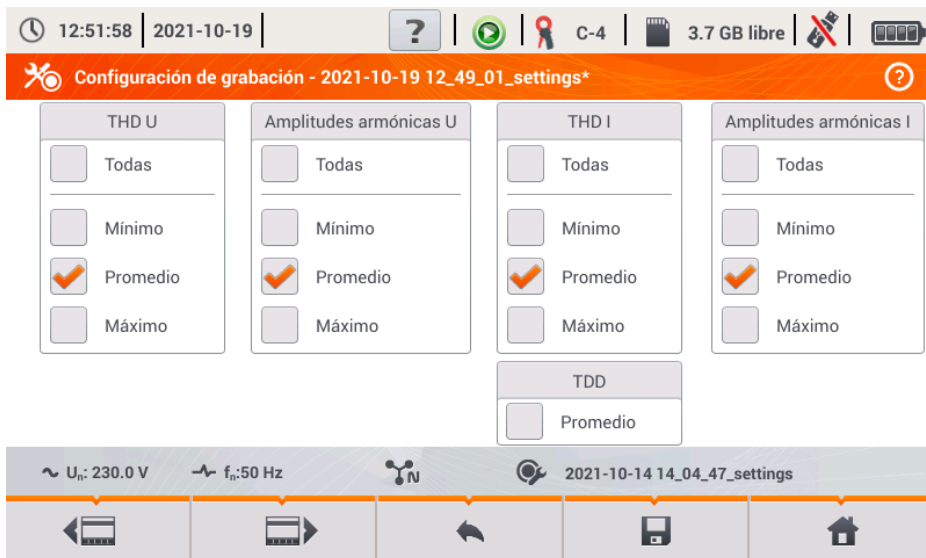 12:51:58 2021-10-19 ? C-4 3.7 GB libre
Configuración de grabación - 2021-10-19 12_49_01_settings* ?
THD U
Todas
Mínimo
Promedio
Máximo
Amplitudes armónicas U
Todas
Mínimo
Promedio
Máximo
THD I
Todas
Mínimo
Promedio
Máximo
Amplitudes armónicas I
Todas
Mínimo
Promedio
Máximo
TDD
Promedio
Un: 230.0 V fn:50 Hz N 2021-10-14 14_04_47_settings